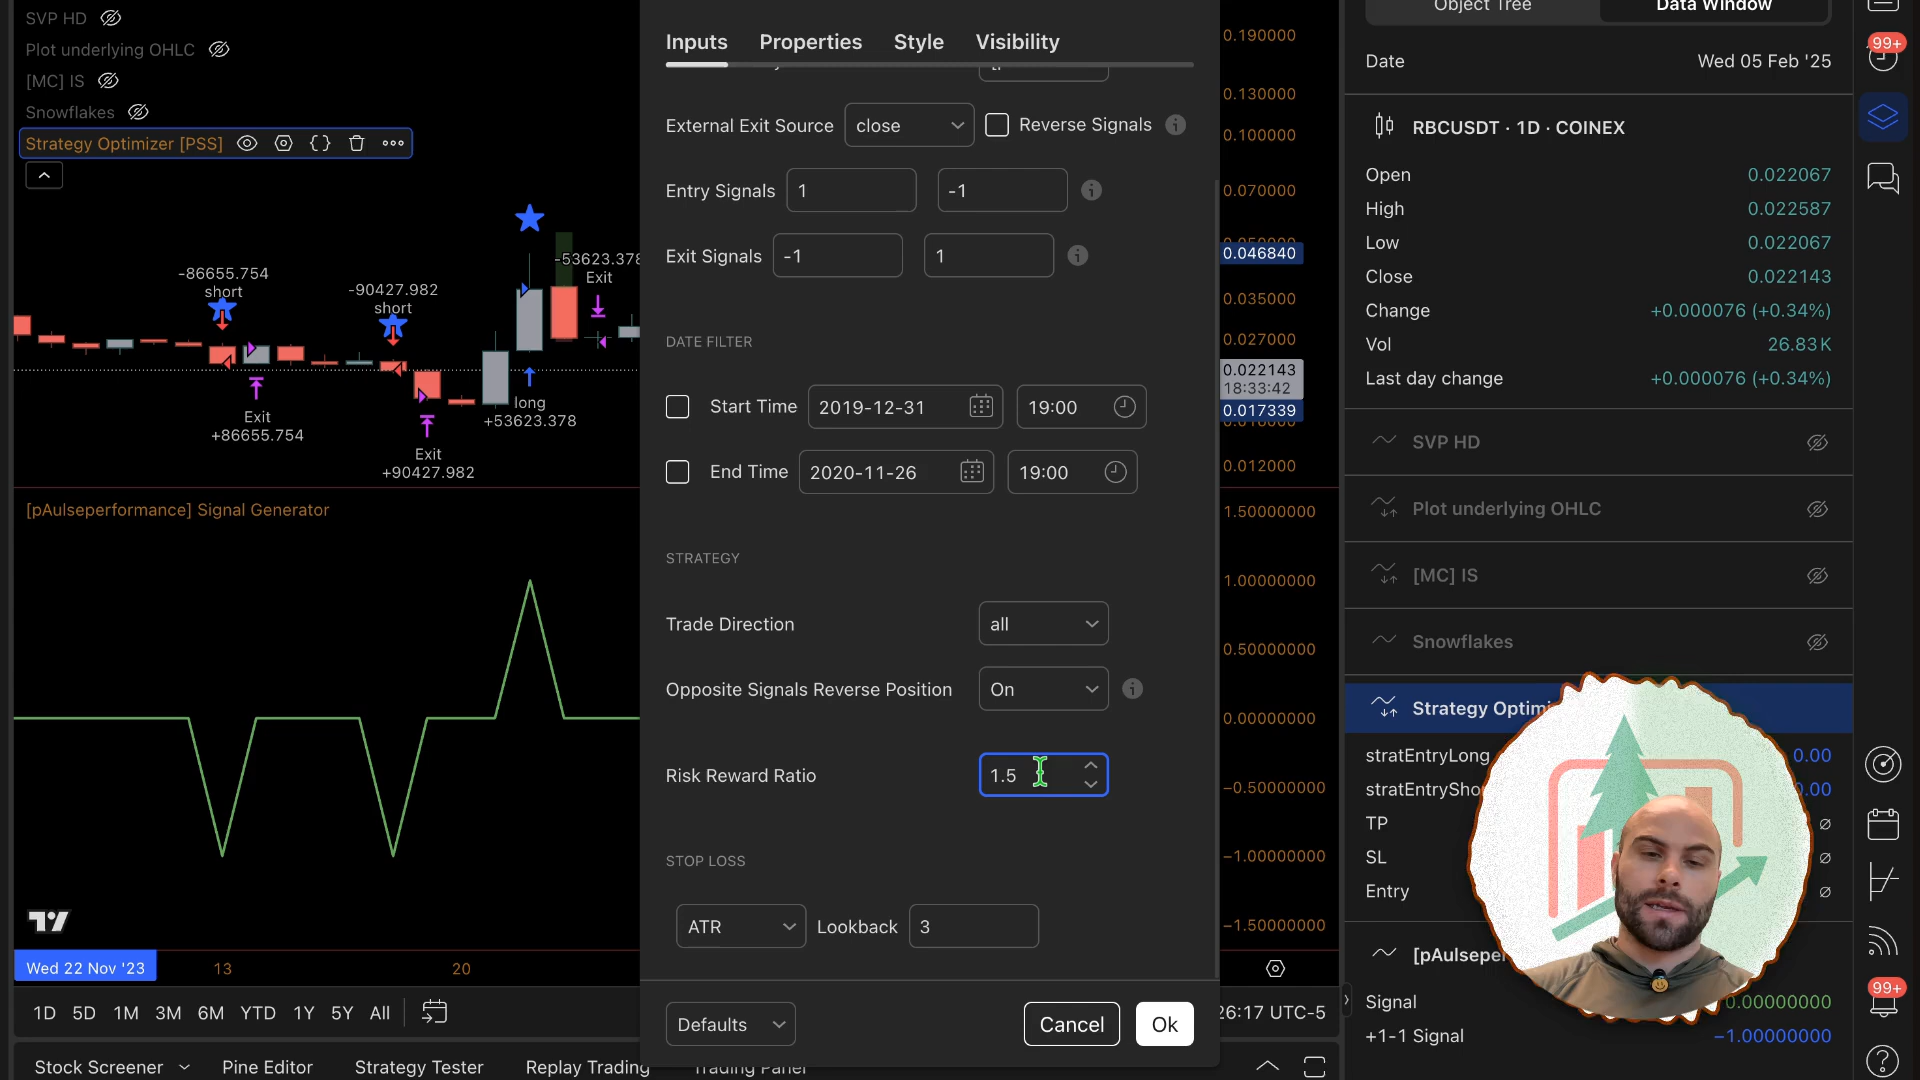 SVP HD
Plot underlying OHLC
[MC] IS
Snowflakes
Strategy Optimizer [PSS]
-86655.754
short
-90427.982
short
-53623.378
Exit
Exit
+86655.754
Exit
+90427.982
long
+53623.378
[pAulseperformance] Signal Generator
Wed 22 Nov '23
13
20
1D 5D 1M 3M 6M YTD 1Y 5Y All
Stock Screener
Pine Editor
Strategy Tester
Replay Trading
Trading Panel
Inputs
Properties
Style
Visibility
External Exit Source
close
Reverse Signals
Entry Signals
1
-1
Exit Signals
-1
1
DATE FILTER
Start Time
2019-12-31
19:00
End Time
2020-11-26
19:00
STRATEGY
Trade Direction
all
Opposite Signals Reverse Position
On
Risk Reward Ratio
1.5
STOP LOSS
ATR
Lookback
3
Defaults
Cancel
Ok
0.190000
0.130000
0.100000
0.070000
0.046840
0.035000
0.027000
0.022143
18:33:42
0.017339
0.012000
1.50000000
1.00000000
0.50000000
0.00000000
−0.50000000
−1.00000000
−1.50000000
26:17 UTC-5
Object Tree
Data Window
Date
Wed 05 Feb '25
RBCUSDT · 1D · COINEX
Open
0.022067
High
0.022587
Low
0.022067
Close
0.022143
Change
+0.000076 (+0.34%)
Vol
26.83 K
Last day change
+0.000076 (+0.34%)
SVP HD
Plot underlying OHLC
[MC] IS
Snowflakes
Strategy Optimi
stratEntryLong
0.00
stratEntrySho
0.00
TP
∅
SL
∅
Entry
∅
[pAulseper
Signal
0.00000000
+1-1 Signal
−1.00000000
99+
99+